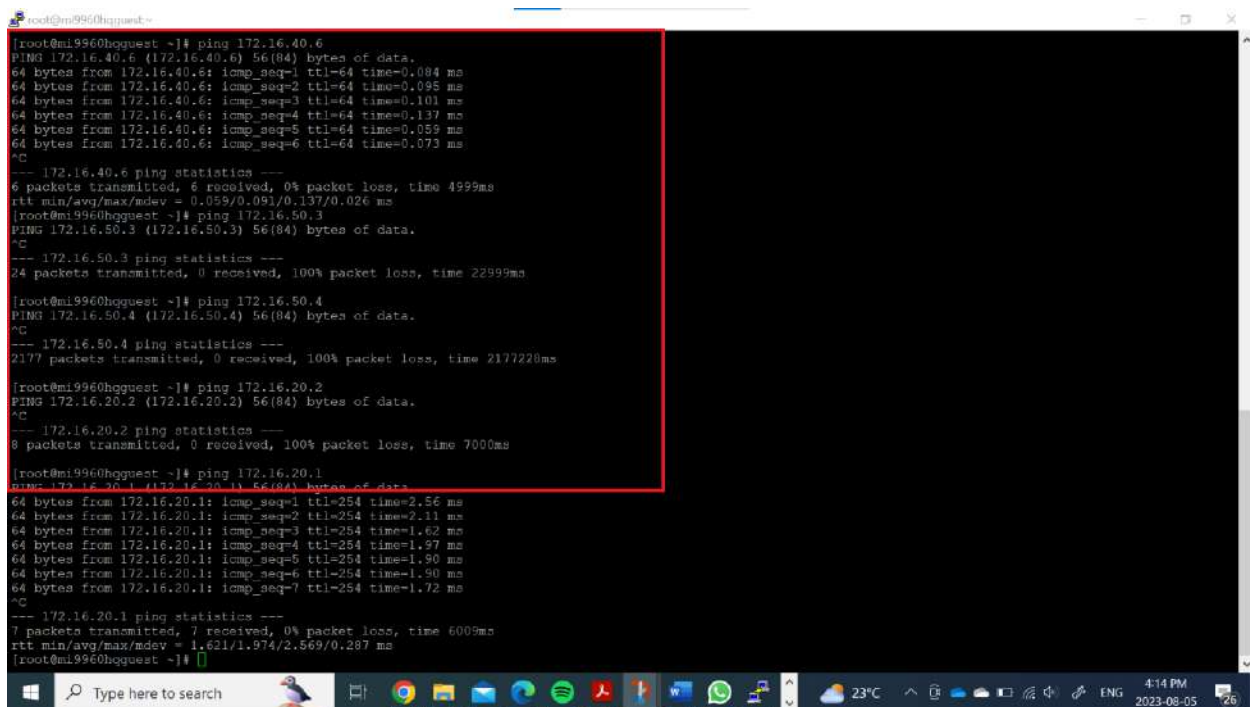 root@mi9960hqguest:~
[root@mi9960hqguest ~]# ping 172.16.40.6
PING 172.16.40.6 (172.16.40.6) 56(84) bytes of data.
64 bytes from 172.16.40.6: icmp_seq=1 ttl=64 time=0.084 ms
64 bytes from 172.16.40.6: icmp_seq=2 ttl=64 time=0.095 ms
64 bytes from 172.16.40.6: icmp_seq=3 ttl=64 time=0.101 ms
64 bytes from 172.16.40.6: icmp_seq=4 ttl=64 time=0.137 ms
64 bytes from 172.16.40.6: icmp_seq=5 ttl=64 time=0.059 ms
64 bytes from 172.16.40.6: icmp_seq=6 ttl=64 time=0.073 ms
^C
--- 172.16.40.6 ping statistics ---
6 packets transmitted, 6 received, 0% packet loss, time 4999ms
rtt min/avg/max/mdev = 0.059/0.091/0.137/0.026 ms
[root@mi9960hqguest ~]# ping 172.16.50.3
PING 172.16.50.3 (172.16.50.3) 56(84) bytes of data.
^C
--- 172.16.50.3 ping statistics ---
24 packets transmitted, 0 received, 100% packet loss, time 22999ms
[root@mi9960hqguest ~]# ping 172.16.50.4
PING 172.16.50.4 (172.16.50.4) 56(84) bytes of data.
^C
--- 172.16.50.4 ping statistics ---
2177 packets transmitted, 0 received, 100% packet loss, time 2177228ms
[root@mi9960hqguest ~]# ping 172.16.20.2
PING 172.16.20.2 (172.16.20.2) 56(84) bytes of data.
^C
--- 172.16.20.2 ping statistics ---
8 packets transmitted, 0 received, 100% packet loss, time 7000ms
[root@mi9960hqguest ~]# ping 172.16.20.1
PING 172.16.20.1 (172.16.20.1) 56(84) bytes of data.
64 bytes from 172.16.20.1: icmp_seq=1 ttl=254 time=2.56 ms
64 bytes from 172.16.20.1: icmp_seq=2 ttl=254 time=2.11 ms
64 bytes from 172.16.20.1: icmp_seq=3 ttl=254 time=1.62 ms
64 bytes from 172.16.20.1: icmp_seq=4 ttl=254 time=1.97 ms
64 bytes from 172.16.20.1: icmp_seq=5 ttl=254 time=1.90 ms
64 bytes from 172.16.20.1: icmp_seq=6 ttl=254 time=1.90 ms
64 bytes from 172.16.20.1: icmp_seq=7 ttl=254 time=1.72 ms
^C
--- 172.16.20.1 ping statistics ---
7 packets transmitted, 7 received, 0% packet loss, time 6009ms
rtt min/avg/max/mdev = 1.621/1.974/2.569/0.287 ms
[root@mi9960hqguest ~]#
Type here to search
23°C
ENG
4:14 PM
2023-08-05
26